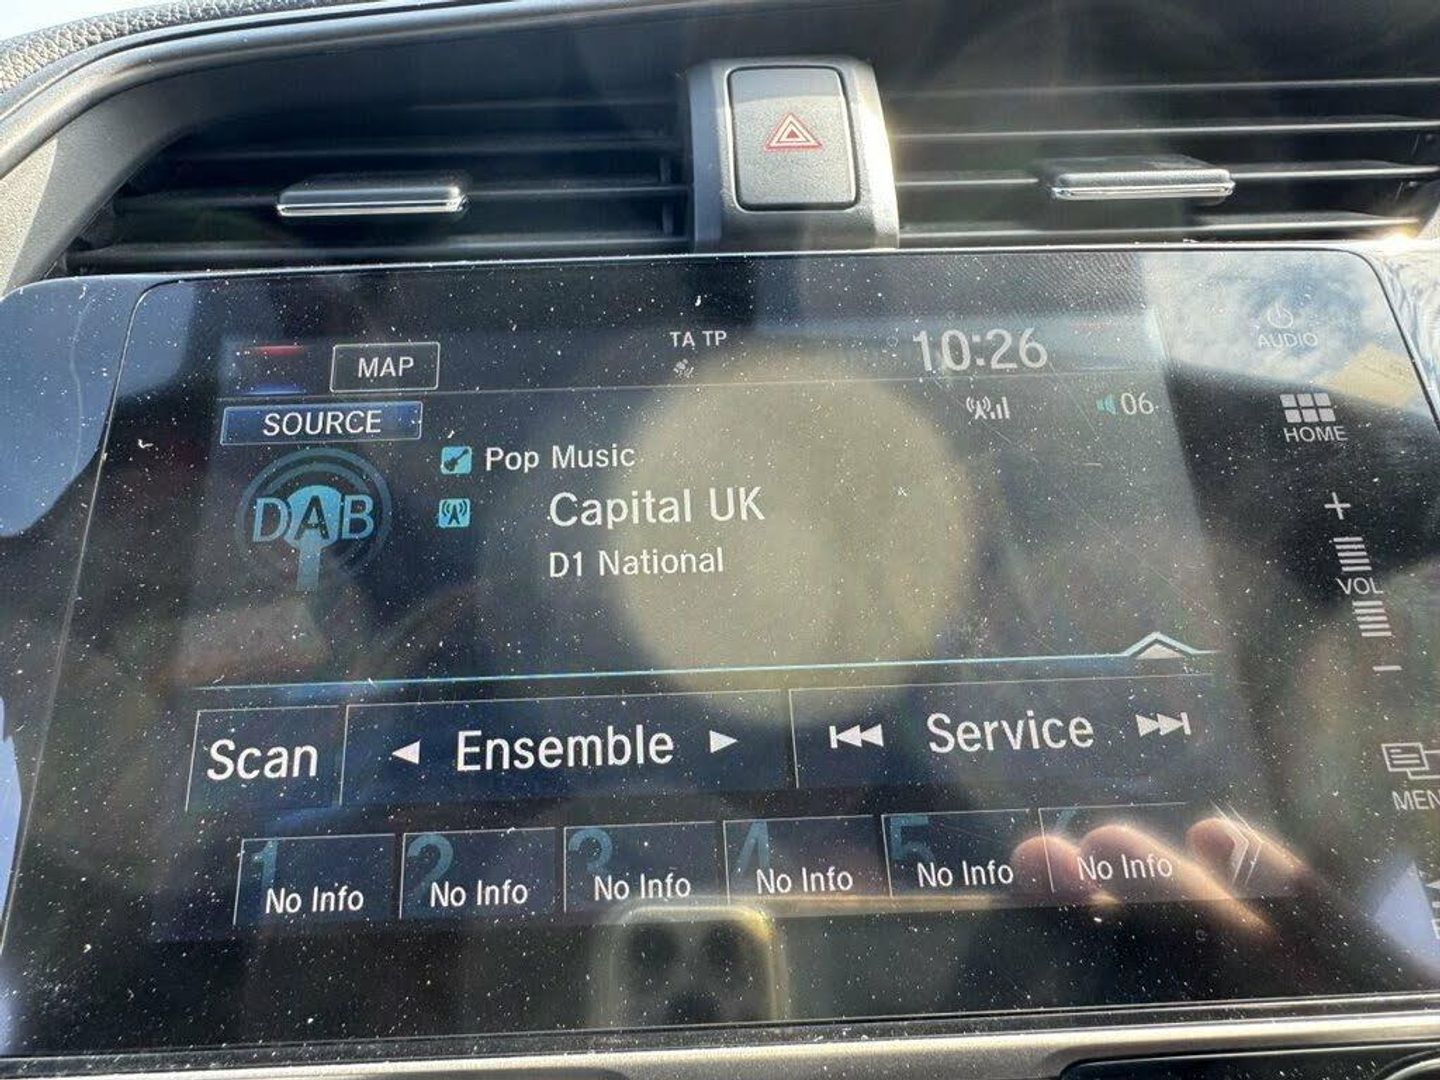 TA TP
10:26
AUDIO
MAP
SOURCE
06
HOME
DAB
Pop Music
Capital UK
D1 National
VOL
Scan
Ensemble
Service
MEN
1 No Info
2 No Info
3 No Info
4 No Info
5 No Info
No Info